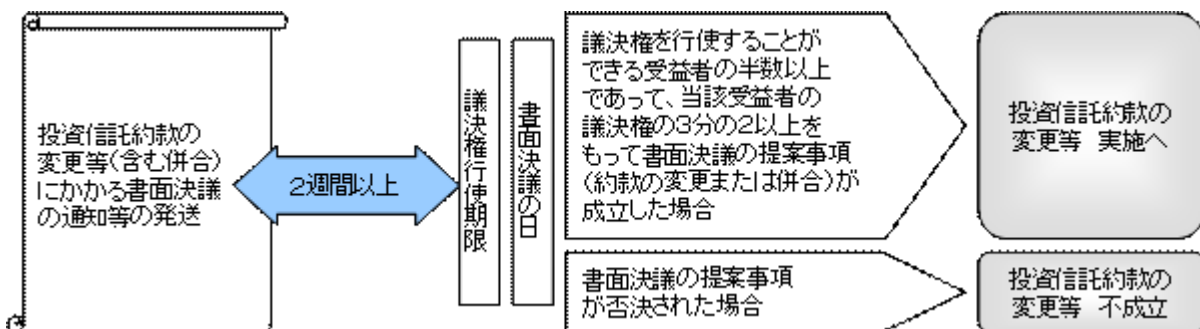 投資信託約款の
変更等(含む併合)
にかかる書面決議
の通知等の発送
2週間以上
議決権行使期限
書面決議の日
議決権を行使することが
できる受益者の半数以上
であって、当該受益者の
議決権の3分の2以上を
もって書面決議の提案事項
(約款の変更または併合)が
成立した場合
投資信託約款の
変更等 実施へ
書面決議の提案事項
が否決された場合
投資信託約款の
変更等 不成立